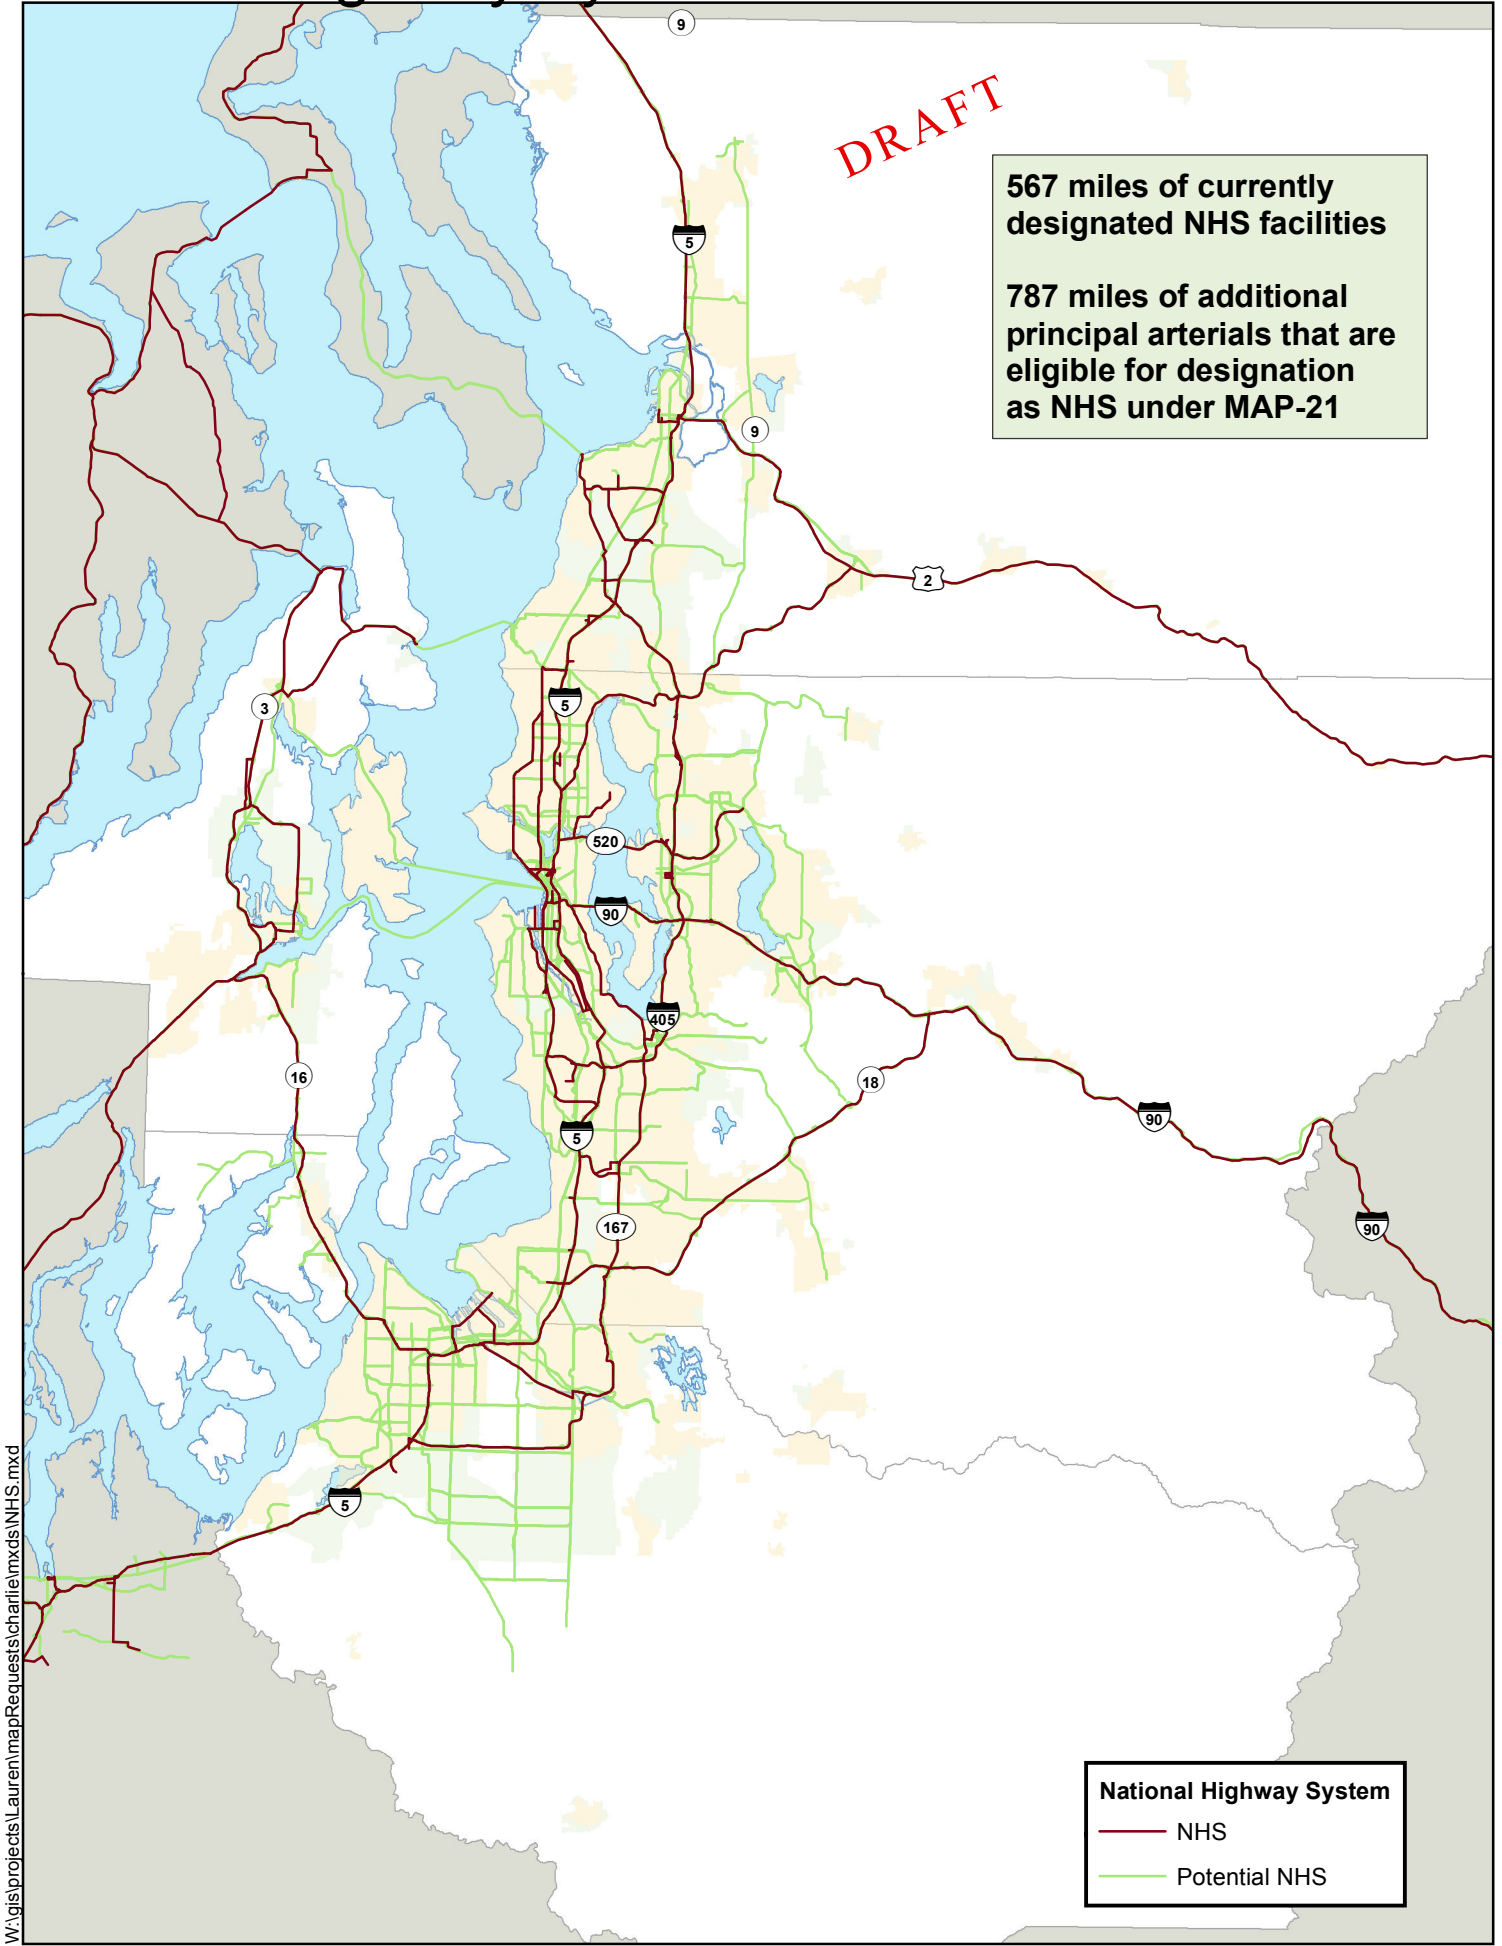 9
DRAFT
567 miles of currently
designated NHS facilities
787 miles of additional
principal arterials that are
eligible for designation
as NHS under MAP-21
5
9
2
3
5
520
90
405
16
18
90
5
167
90
5
National Highway System
NHS
Potential NHS
W:\gis\projects\Lauren\mapRequests\charlie\mxds\NHS.mxd